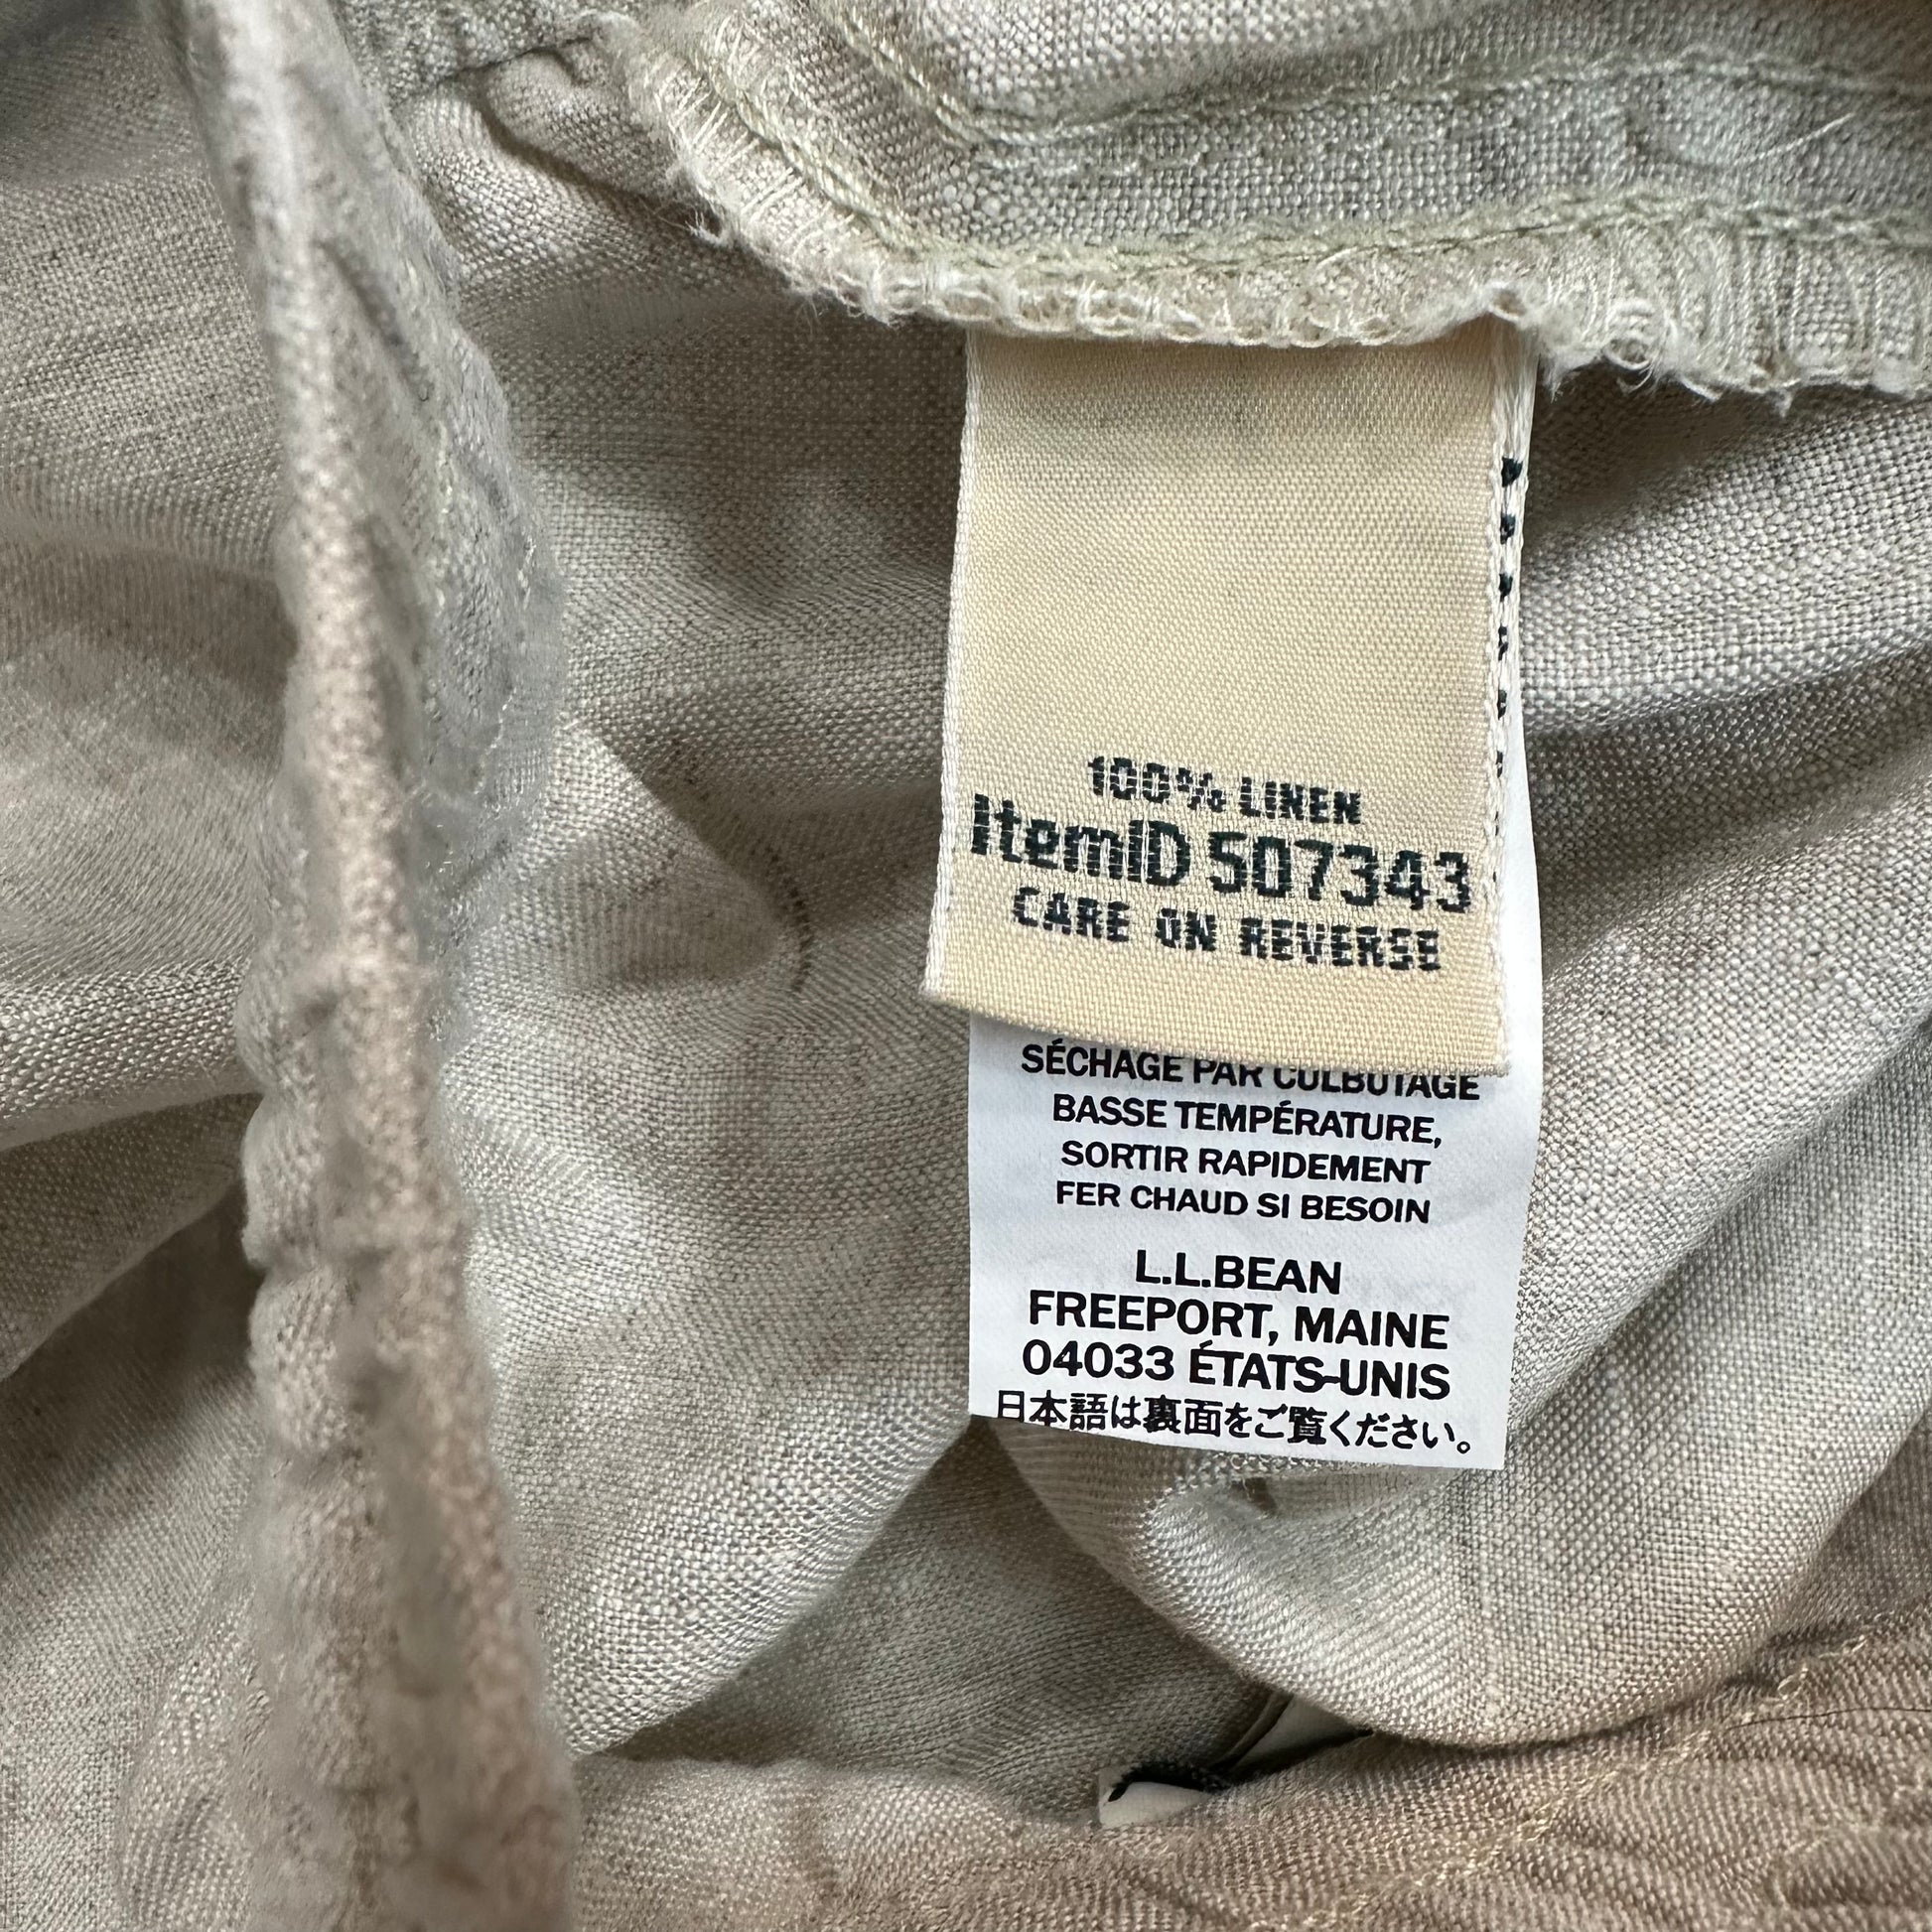 100% LINEN
ItemID 507343
CARE ON REVERSE
SÉCHAGE PAR CULBUTAGE
BASSE TEMPÉRATURE,
SORTIR RAPIDEMENT
FER CHAUD SI BESOIN
L.L.BEAN
FREEPORT, MAINE
04033 ÉTATS-UNIS
日本語は裏面をご覧ください。